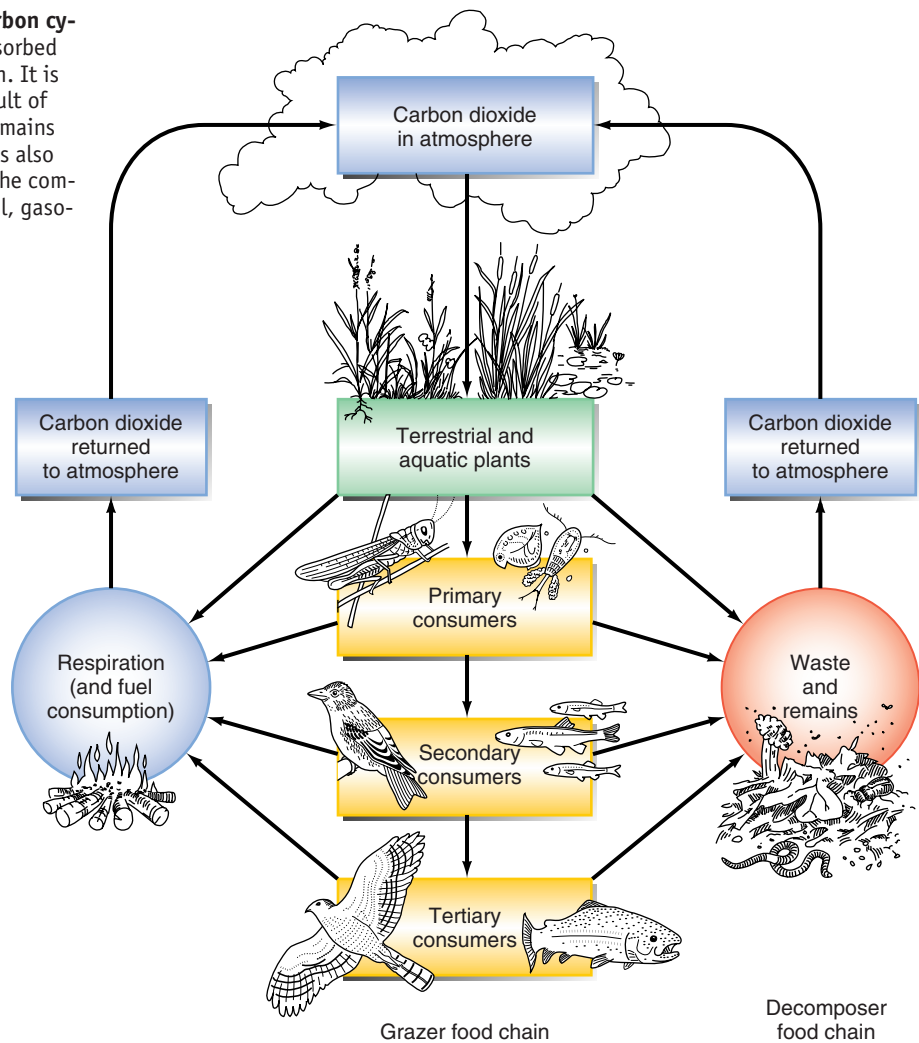 rbon cy-
sorbed
n. It is
ult of
mains
s also
he com-
l, gaso-
Carbon dioxide
in atmosphere
Carbon dioxide
returned
to atmosphere
Terrestrial and
aquatic plants
Carbon dioxide
returned
to atmosphere
Primary
consumers
Respiration
(and fuel
consumption)
Waste
and
remains
Secondary
consumers
Tertiary
consumers
Grazer food chain
Decomposer
food chain